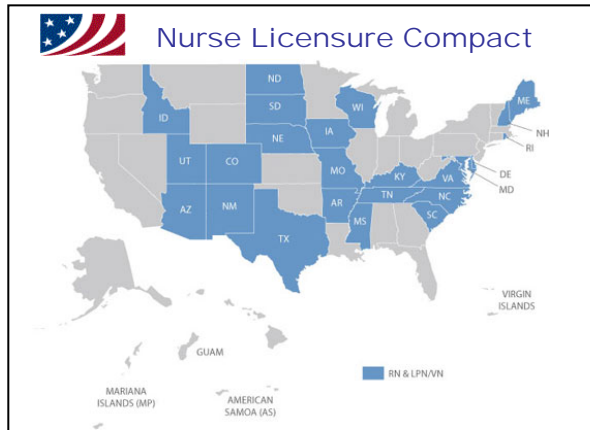 Nurse Licensure Compact
ND
ME
SD
WI
ID
NH
NE
IA
RI
UT
CO
DE
MO
KY
VA
MD
TN
NC
AZ
NM
AR
SC
MS
TX
VIRGIN
ISLANDS
GUAM
RN & LPN/VN
MARIANA
ISLANDS (MP)
AMERICAN
SAMOA (AS)